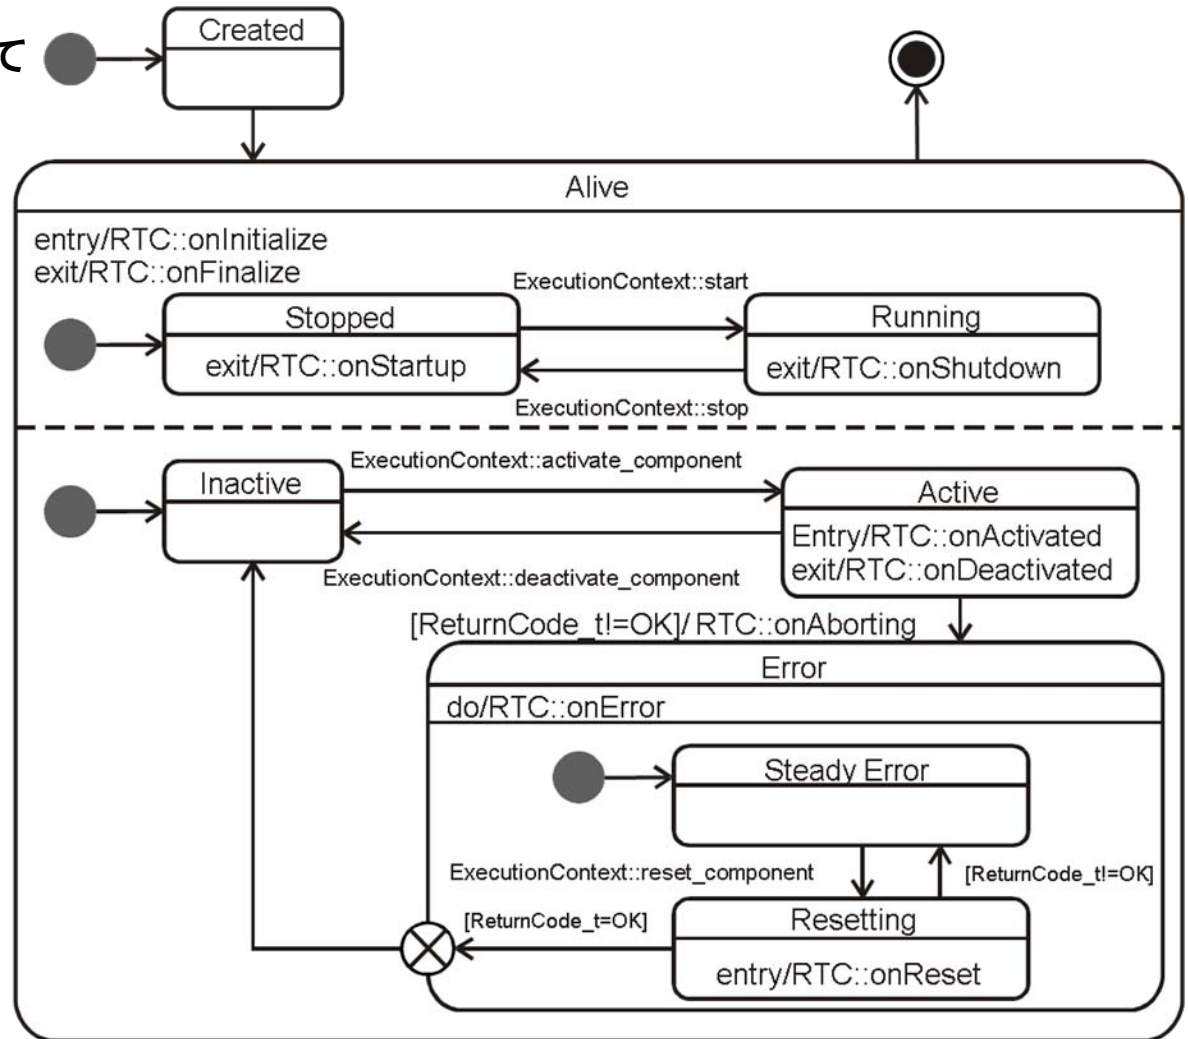 て
Created
Alive
entry/RTC::onInitialize
exit/RTC::onFinalize
ExecutionContext::start
Stopped
exit/RTC::onStartup
Running
exit/RTC::onShutdown
ExecutionContext::stop
ExecutionContext::activate_component
Inactive
Active
Entry/RTC::onActivated
exit/RTC::onDeactivated
ExecutionContext::deactivate_component
[ReturnCode_t!=OK]/ RTC::onAborting
Error
do/RTC::onError
Steady Error
ExecutionContext::reset_component
[ReturnCode_t!=OK]
[ReturnCode_t=OK]
Resetting
entry/RTC::onReset